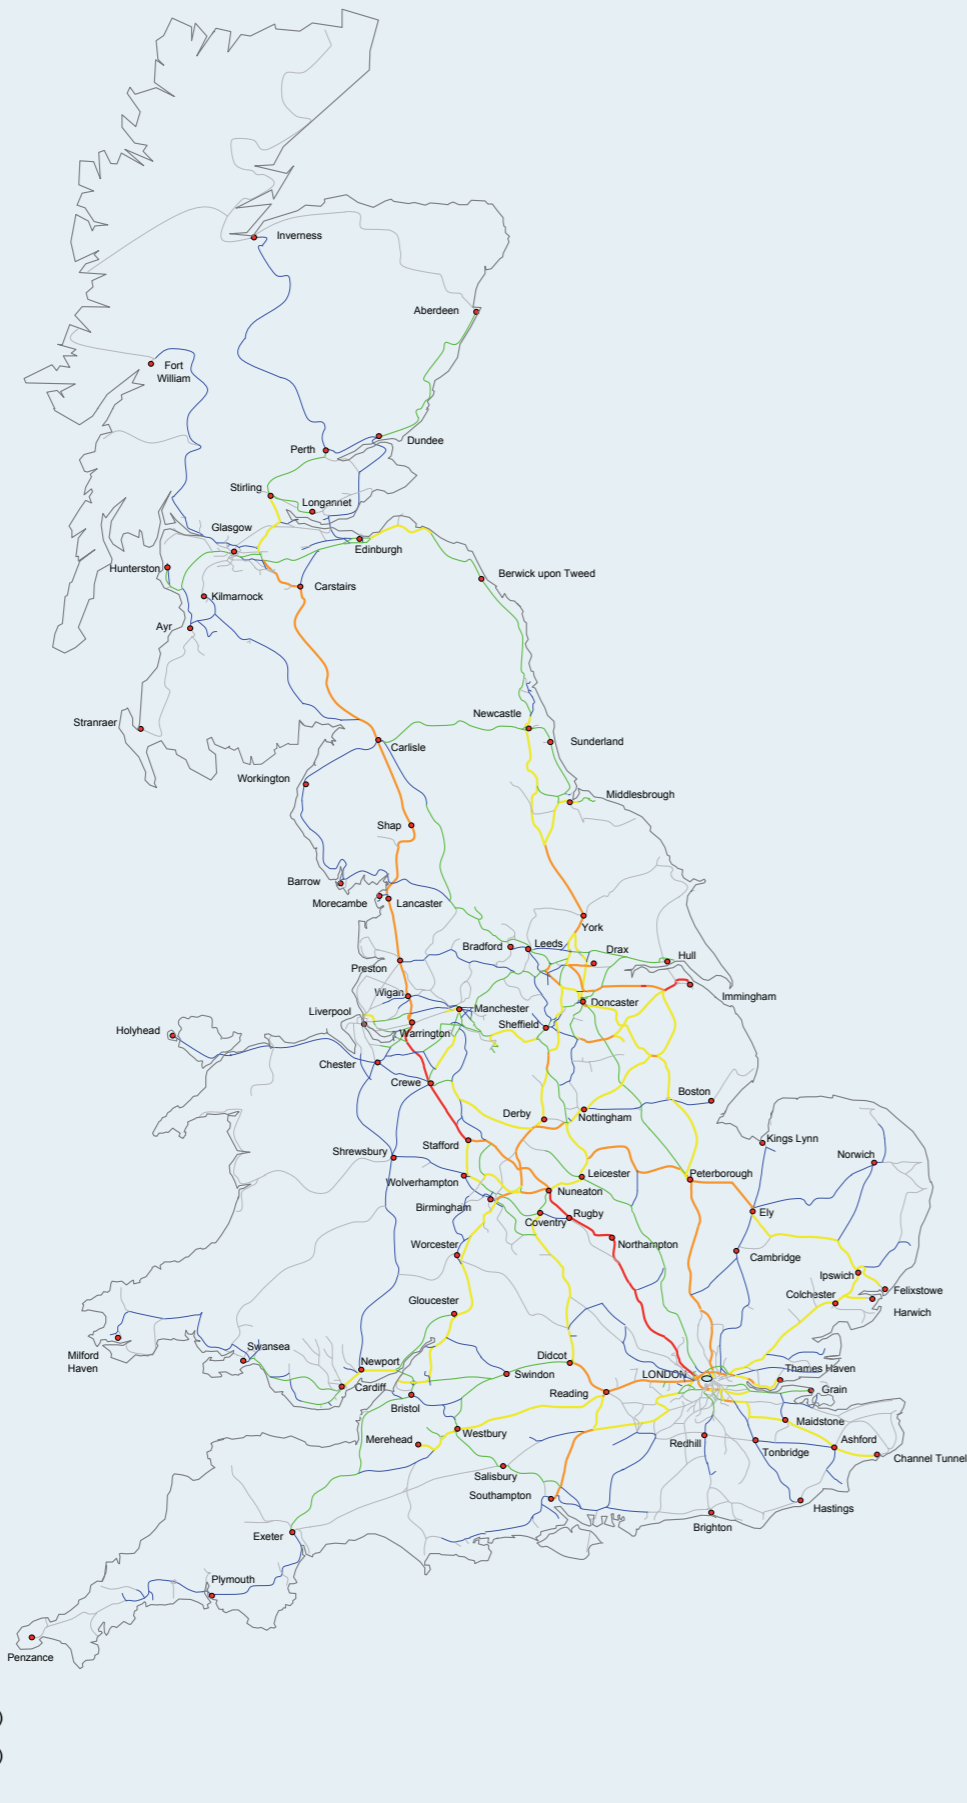 Inverness
Aberdeen
Fort
William
Dundee
Perth
Stirling
Longannet
Glasgow
Edinburgh
Hunterston
Berwick upon Tweed
Carstairs
Kilmarnock
Ayr
Newcastle
Stranraer
Sunderland
Carlisle
Workington
Middlesbrough
Shap
Barrow
Morecambe
Lancaster
York
Bradford
Leeds
Drax
Hull
Preston
Wigan
Immingham
Doncaster
Liverpool
Manchester
Sheffield
Holyhead
Warrington
Chester
Crewe
Boston
Derby
Nottingham
Kings Lynn
Stafford
Shrewsbury
Norwich
Leicester
Peterborough
Wolverhampton
Nuneaton
Birmingham
Rugby
Ely
Coventry
Northampton
Worcester
Cambridge
Ipswich
Felixstowe
Colchester
Gloucester
Harwich
Swansea
Milford
Haven
Didcot
Newport
Swindon
LONDON
Thames Haven
Cardiff
Reading
Grain
Bristol
Maidstone
Westbury
Merehead
Redhill
Ashford
Tonbridge
Channel Tunnel
Salisbury
Southampton
Hastings
Brighton
Exeter
Plymouth
Penzance
)
)